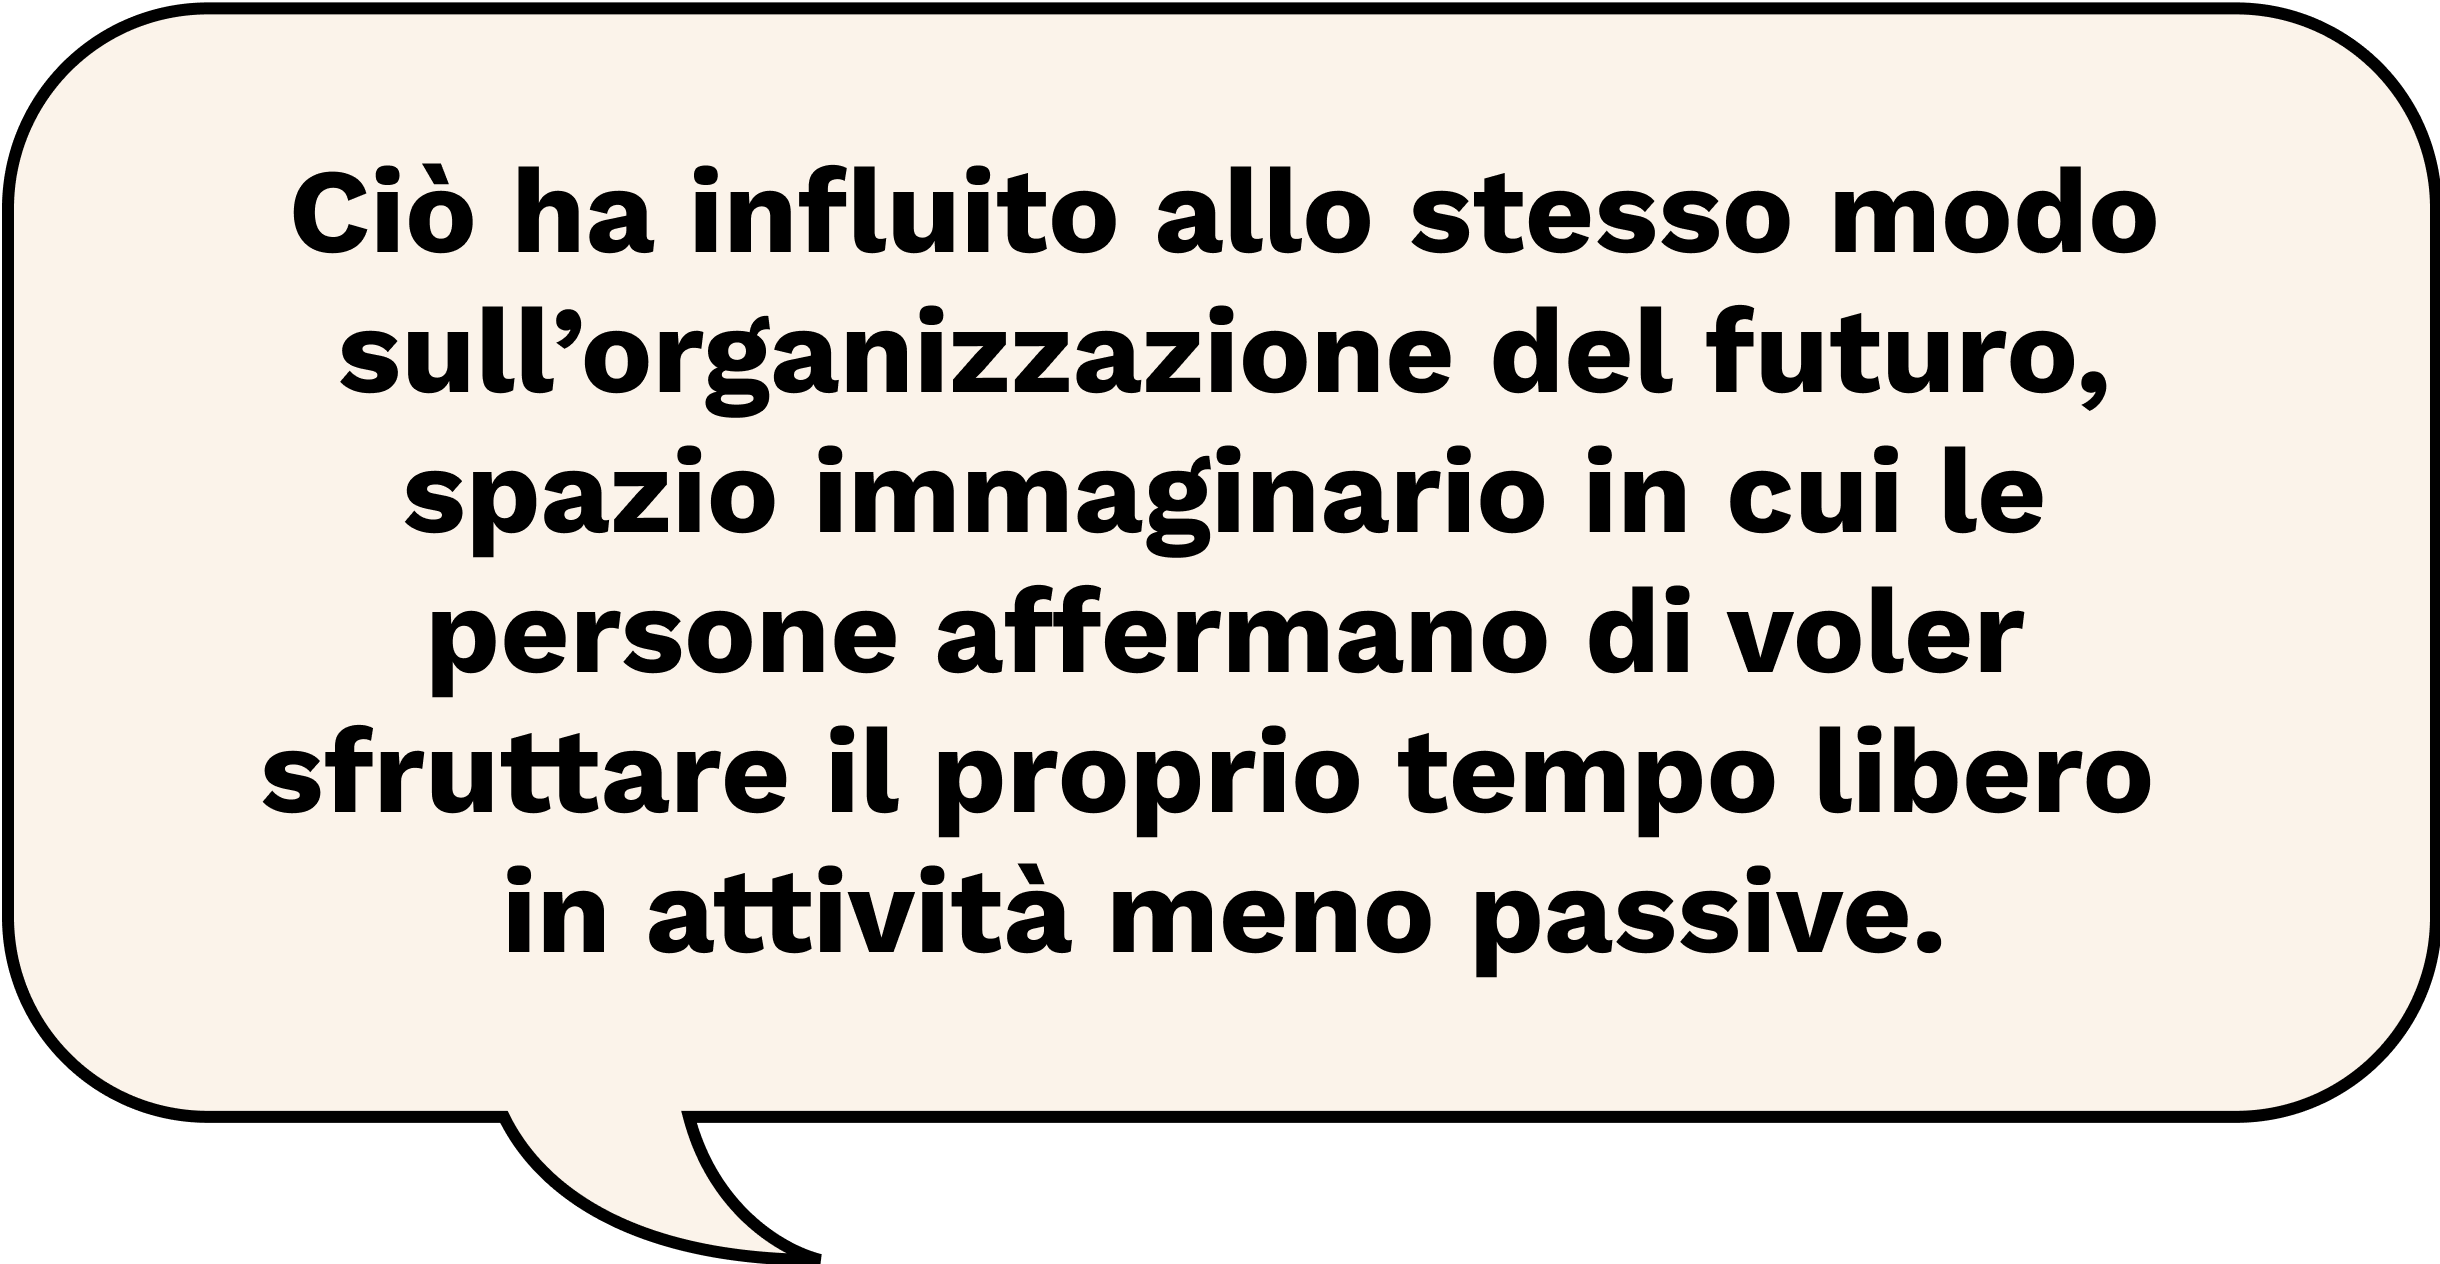 Ciò ha influito allo stesso modo
sull’organizzazione del futuro,
spazio immaginario in cui le
persone affermano di voler
sfruttare il proprio tempo libero
in attività meno passive.